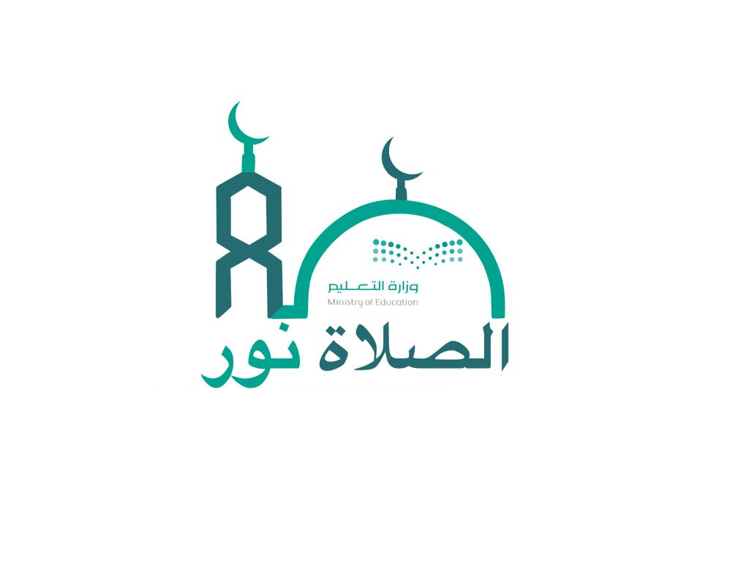 وزارة التعليم
Ministry of Education
الصلاة نور